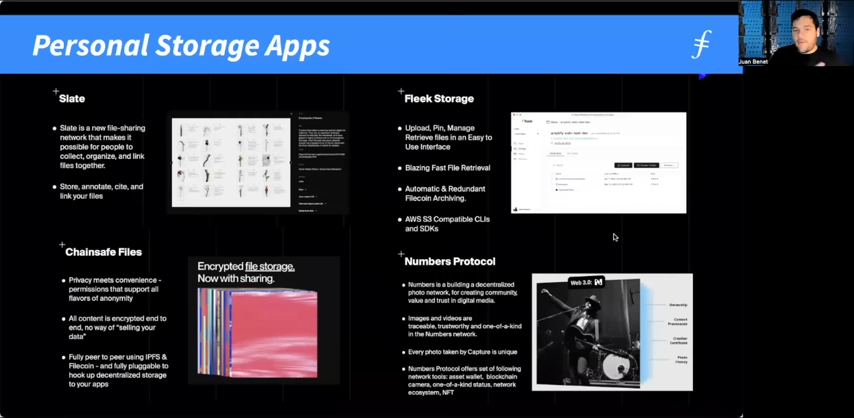 Personal Storage Apps
Juan Benet
Slate
Slate is a new file-sharing
network that makes it
possible for people to
collect, organize, and link
files together.
Store, annotate, cite, and
link your files
Fleek Storage
Upload, Pin, Manage
Retrieve files in an Easy to
Use Interface
Blazing Fast File Retrieval
Automatic & Redundant
Filecoin Archiving.
AWS S3 Compatible CLIs
and SDKs
Chainsafe Files
Privacy meets convenience -
permissions that support all
flavors of anonymity
All content is encrypted end to
end, no way of “selling your
data”
Fully peer to peer using IPFS &
Filecoin - and fully pluggable to
hook up decentralized storage
to your apps
Encrypted file storage.
Now with sharing.
Numbers Protocol
Numbers is a building a decentralized
photo network, for creating community,
value and trust in digital media.
Images and videos are
traceable, trustworthy and one-of-a-kind
in the Numbers network.
Every photo taken by Capture is unique
Numbers Protocol offers set of following
network tools: asset wallet, blockchain
camera, one-of-a-kind status, network
ecosystem, NFT
Web 3.0:
Ownership
Content
Provenance
Creation
Certificate
Photo
History